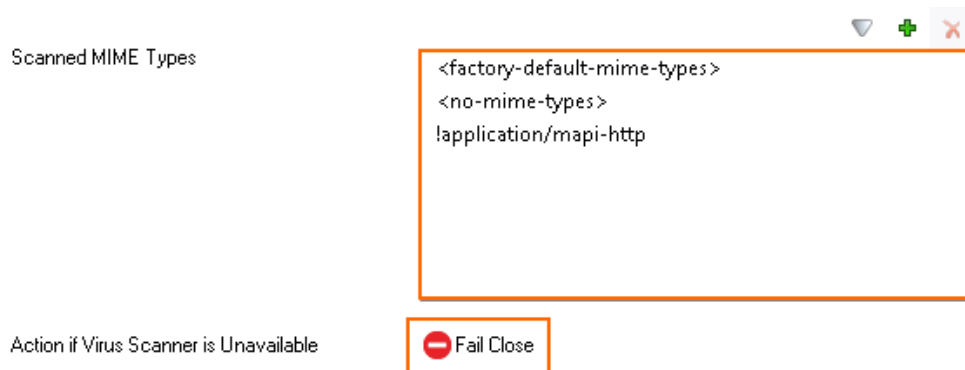 Scanned MIME Types
<factory-default-mime-types>
<no-mime-types>
!application/mapi-http
Action if Virus Scanner is Unavailable
Fail Close